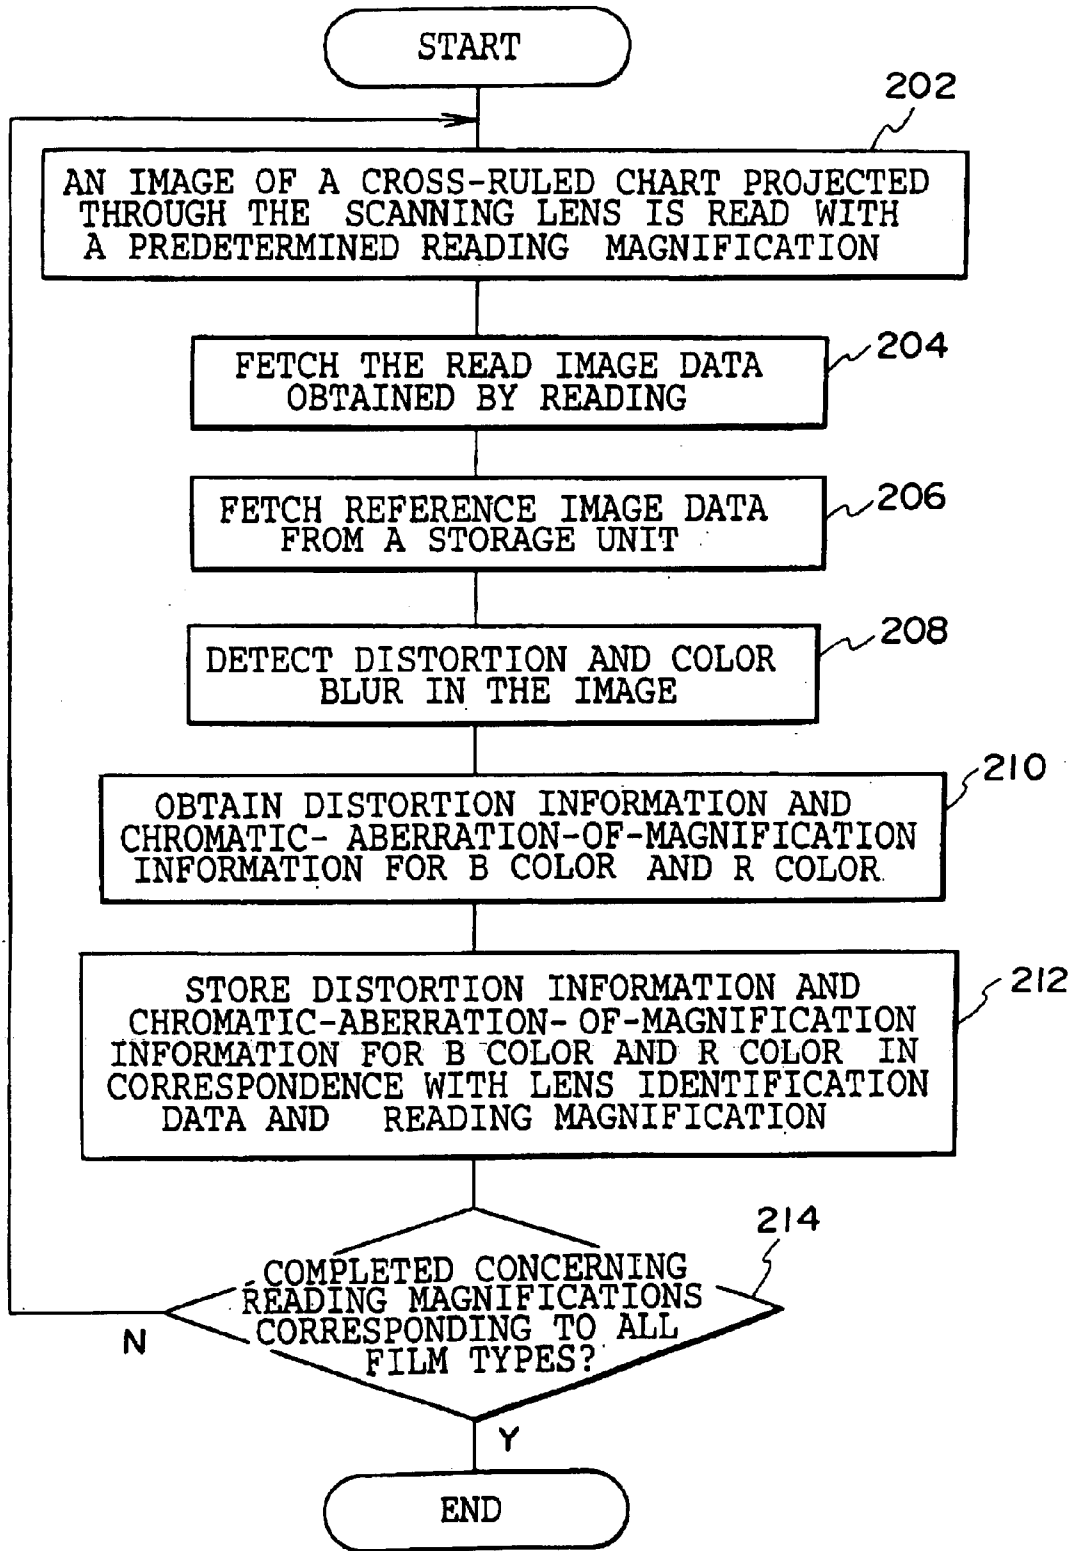 START
202
AN IMAGE OF A CROSS-RULED CHART PROJECTED
THROUGH THE SCANNING LENS IS READ WITH
A PREDETERMINED READING MAGNIFICATION
204
FETCH THE READ IMAGE DATA
OBTAINED BY READING
206
FETCH REFERENCE IMAGE DATA
FROM A STORAGE UNIT
208
DETECT DISTORTION AND COLOR
BLUR IN THE IMAGE
210
OBTAIN DISTORTION INFORMATION AND
CHROMATIC- ABERRATION-OF-MAGNIFICATION
INFORMATION FOR B COLOR AND R COLOR
212
STORE DISTORTION INFORMATION AND
CHROMATIC-ABERRATION-OF-MAGNIFICATION
INFORMATION FOR B COLOR AND R COLOR IN
CORRESPONDENCE WITH LENS IDENTIFICATION
DATA AND READING MAGNIFICATION
214
COMPLETED CONCERNING
READING MAGNIFICATIONS
CORRESPONDING TO ALL
FILM TYPES?
N
Y
END